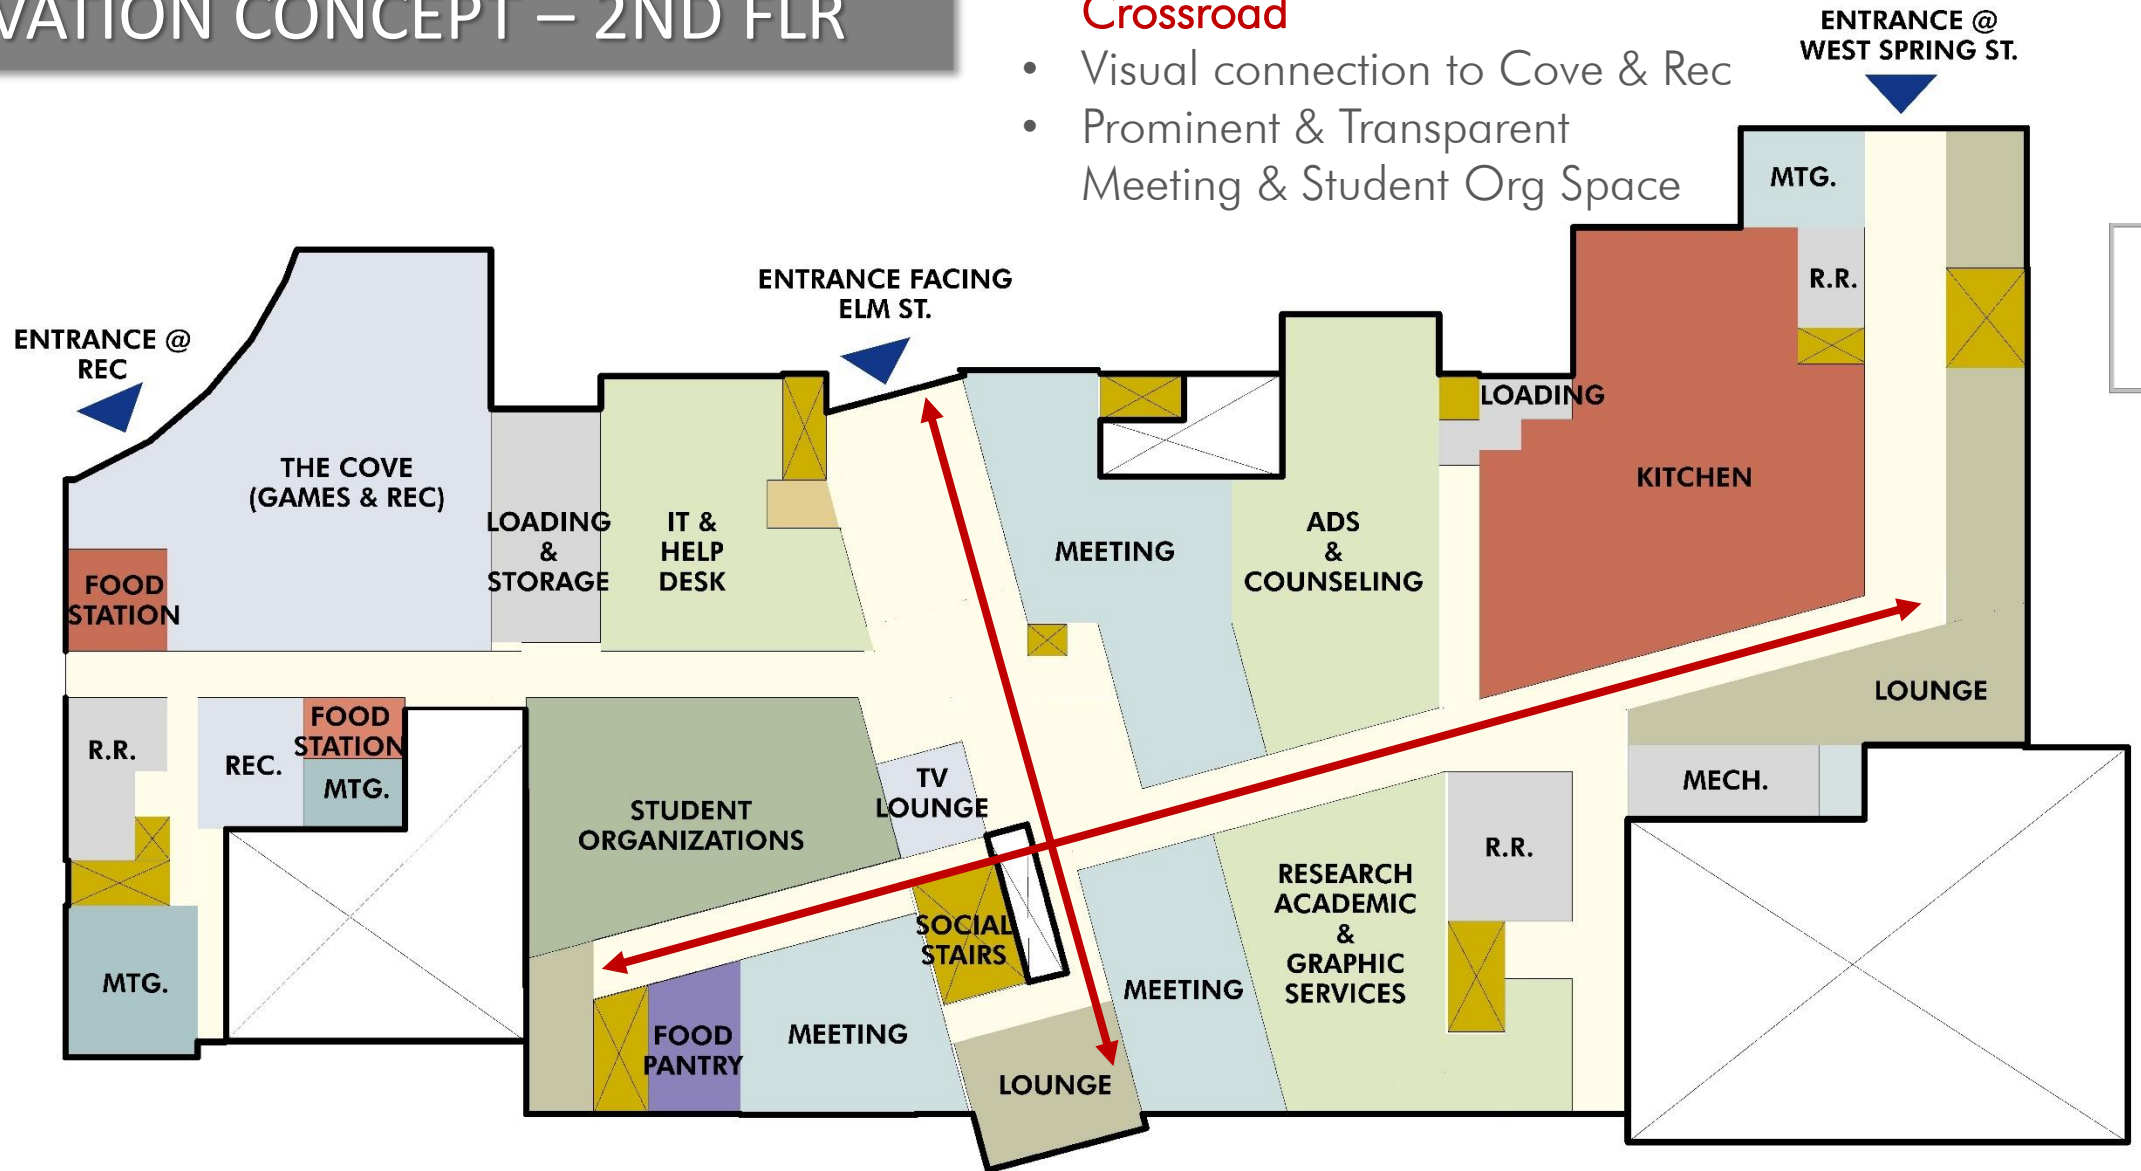 VATION CONCEPT – 2ND FLR
Crossroad
• Visual connection to Cove & Rec
• Prominent & Transparent
Meeting & Student Org Space
ENTRANCE @
WEST SPRING ST.
MTG.
R.R.
ENTRANCE FACING
ELM ST.
ENTRANCE @
REC
THE COVE
(GAMES & REC)
LOADING
&
STORAGE
IT &
HELP
DESK
MEETING
ADS
&
COUNSELING
LOADING
KITCHEN
FOOD
STATION
LOUNGE
R.R.
REC.
FOOD
STATION
MTG.
STUDENT
ORGANIZATIONS
TV
LOUNGE
MECH.
R.R.
SOCIAL
STAIRS
RESEARCH
ACADEMIC
&
GRAPHIC
SERVICES
MTG.
FOOD
PANTRY
MEETING
MEETING
LOUNGE